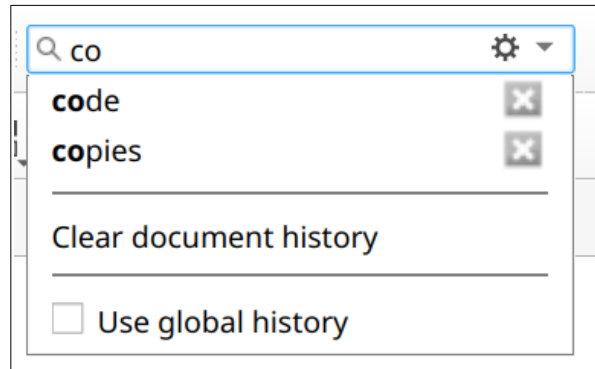 co
code
copies
Clear document history
Use global history